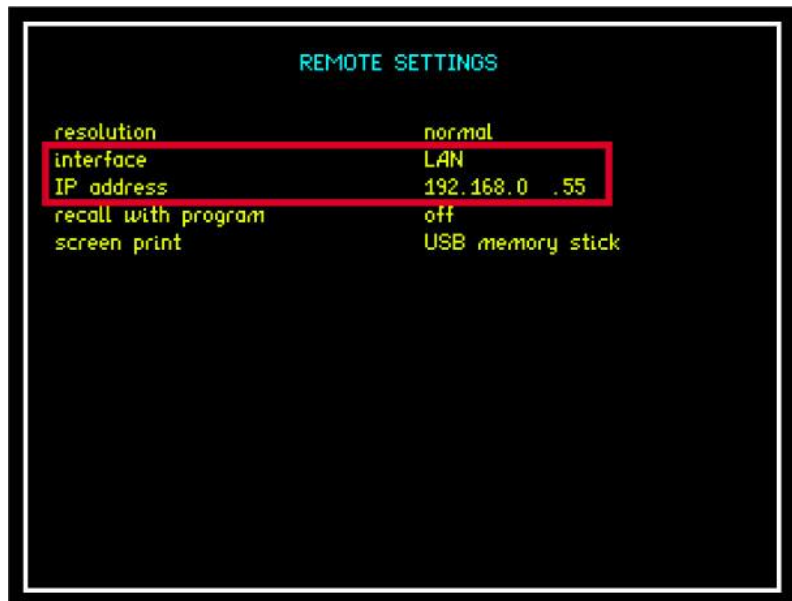 REMOTE SETTINGS
resolution normal
interface LAN
IP address 192.168.0 .55
recall with program off
screen print USB memory stick